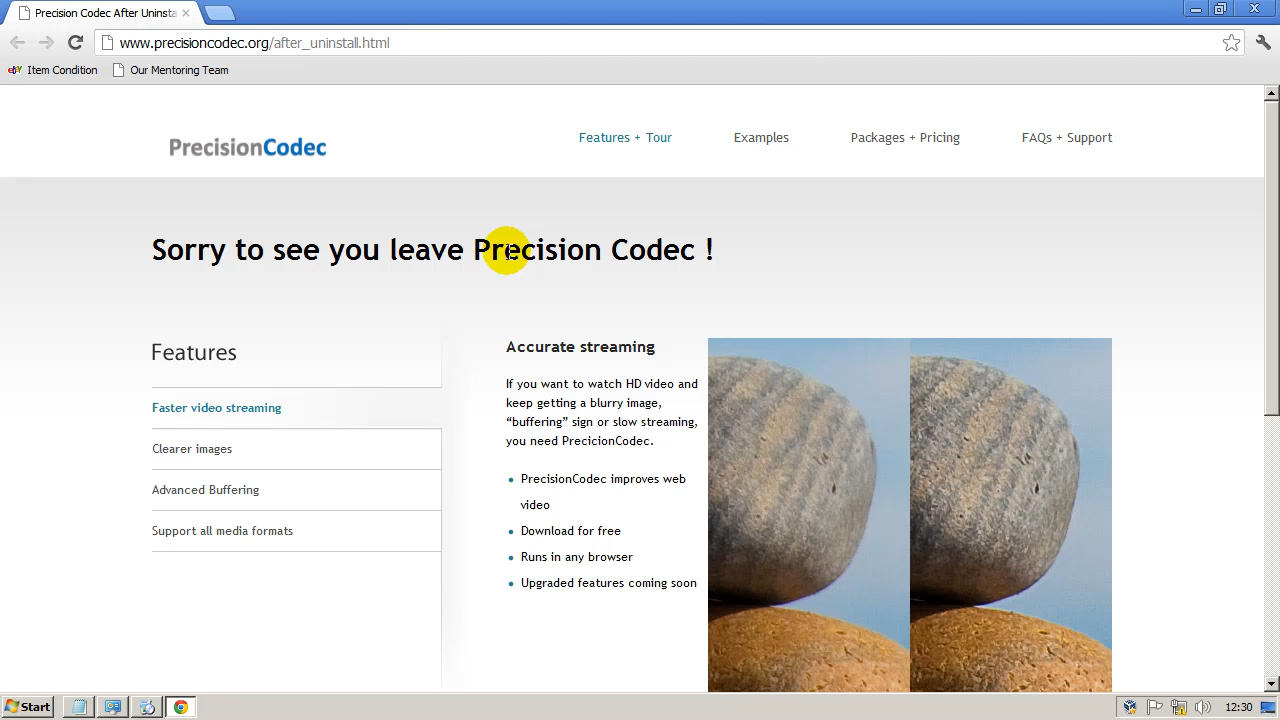 Precision Codec After Uninsta
www.precisioncodec.org/after_uninstall.html
ebY Item Condition Our Mentoring Team
PrecisionCodec
Features + Tour Examples Packages + Pricing FAQs + Support
Sorry to see you leave Precision Codec !
Features
Faster video streaming
Clearer images
Advanced Buffering
Support all media formats
Accurate streaming
If you want to watch HD video and
keep getting a blurry image,
“buffering” sign or slow streaming,
you need PrecicionCodec.
PrecisionCodec improves web
video
Download for free
Runs in any browser
Upgraded features coming soon
Start
12:30